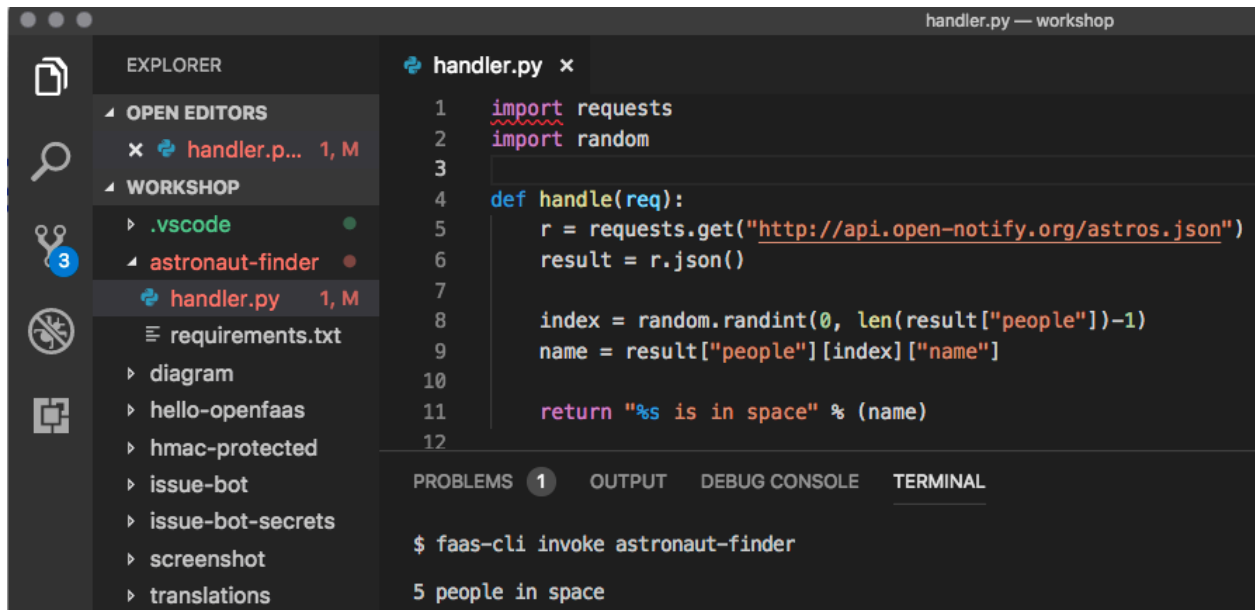 handler.py — workshop
EXPLORER
OPEN EDITORS
handler.p... 1, M
WORKSHOP
.vscode
astronaut-finder
handler.py 1, M
requirements.txt
diagram
hello-openfaas
hmac-protected
issue-bot
issue-bot-secrets
screenshot
translations
3
handler.py ×
1 import requests
2 import random
3
4 def handle(req):
5     r = requests.get("http://api.open-notify.org/astros.json")
6     result = r.json()
7
8     index = random.randint(0, len(result["people"])-1)
9     name = result["people"][index]["name"]
10
11     return "%s is in space" % (name)
12
PROBLEMS 1 OUTPUT DEBUG CONSOLE TERMINAL
$ faas-cli invoke astronaut-finder
5 people in space